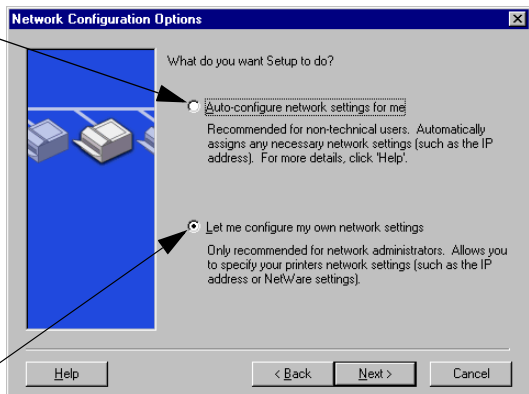 Network Configuration Options
What do you want Setup to do?
Auto-configure network settings for me
Recommended for non-technical users. Automatically
assigns any necessary network settings (such as the IP
address). For more details, click 'Help'.
Let me configure my own network settings
Only recommended for network administrators. Allows you
to specify your printers network settings (such as the IP
address or NetWare settings).
Help
< Back
Next >
Cancel